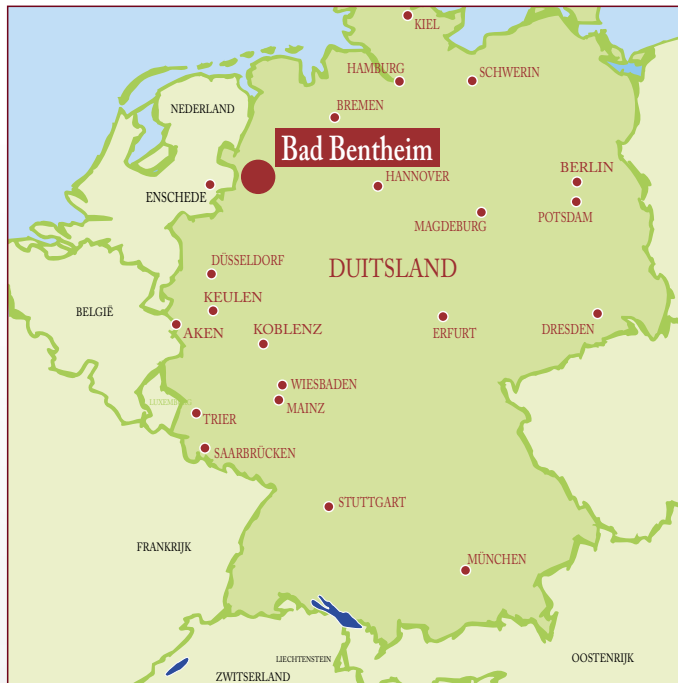 KIEL
HAMBURG
SCHWERIN
NEDERLAND
BREMEN
Bad Bentheim
BERLIN
HANNOVER
ENSCHEDE
POTSDAM
MAGDEBURG
DÜSSELDORF
DUITSLAND
KEULEN
BELGIË
AKEN
KOBLENZ
ERFURT
DRESDEN
WIESBADEN
LUXEMBURG
MAINZ
TRIER
SAARBRÜCKEN
STUTTGART
FRANKRIJK
MÜNCHEN
LIECHTENSTEIN
OOSTENRIJK
ZWITSERLAND